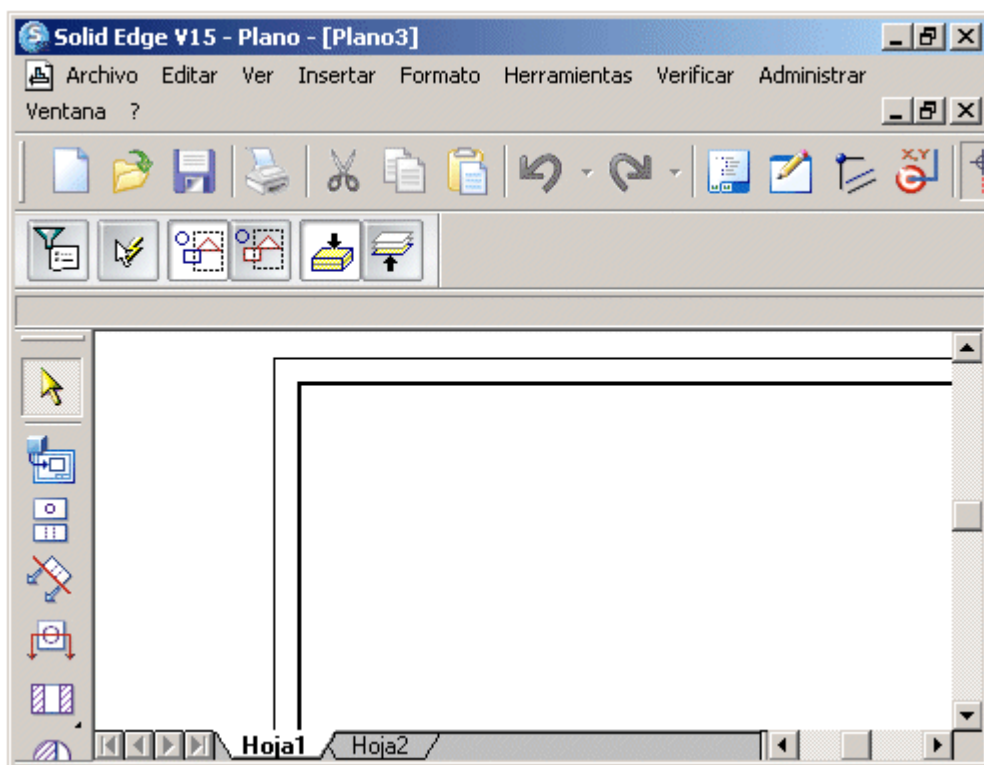 Solid Edge V15 - Plano - [Plano3]
Archivo Editar Ver Insertar Formato Herramientas Verificar Administrar
Ventana ?
X,Y
Hoja1 Hoja2